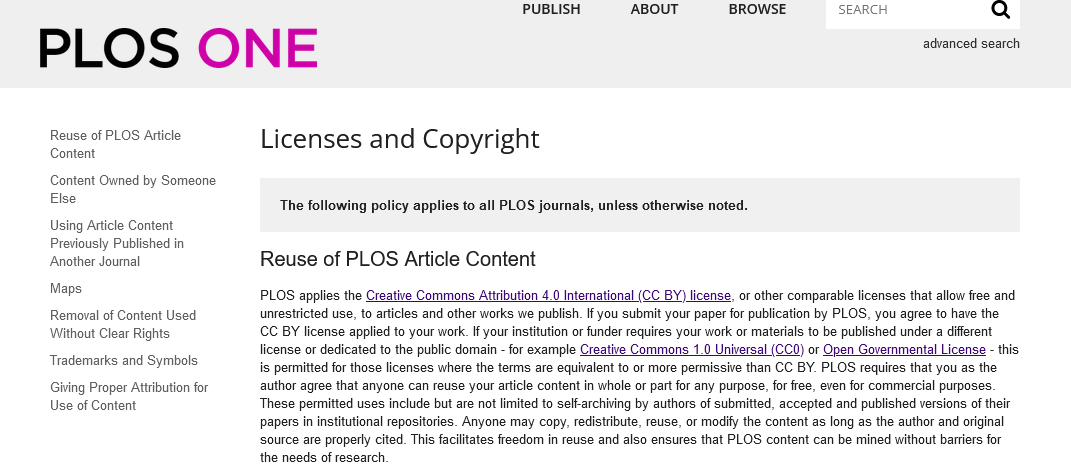 PUBLISH ABOUT BROWSE SEARCH
advanced search
PLOS ONE
Reuse of PLOS Article
Content
Content Owned by Someone
Else
Using Article Content
Previously Published in
Another Journal
Maps
Removal of Content Used
Without Clear Rights
Trademarks and Symbols
Giving Proper Attribution for
Use of Content
Licenses and Copyright
The following policy applies to all PLOS journals, unless otherwise noted.
Reuse of PLOS Article Content
PLOS applies the Creative Commons Attribution 4.0 International (CC BY) license, or other comparable licenses that allow free and
unrestricted use, to articles and other works we publish. If you submit your paper for publication by PLOS, you agree to have the
CC BY license applied to your work. If your institution or funder requires your work or materials to be published under a different
license or dedicated to the public domain - for example Creative Commons 1.0 Universal (CC0) or Open Governmental License - this
is permitted for those licenses where the terms are equivalent to or more permissive than CC BY. PLOS requires that you as the
author agree that anyone can reuse your article content in whole or part for any purpose, for free, even for commercial purposes.
These permitted uses include but are not limited to self-archiving by authors of submitted, accepted and published versions of their
papers in institutional repositories. Anyone may copy, redistribute, reuse, or modify the content as long as the author and original
source are properly cited. This facilitates freedom in reuse and also ensures that PLOS content can be mined without barriers for
the needs of research.